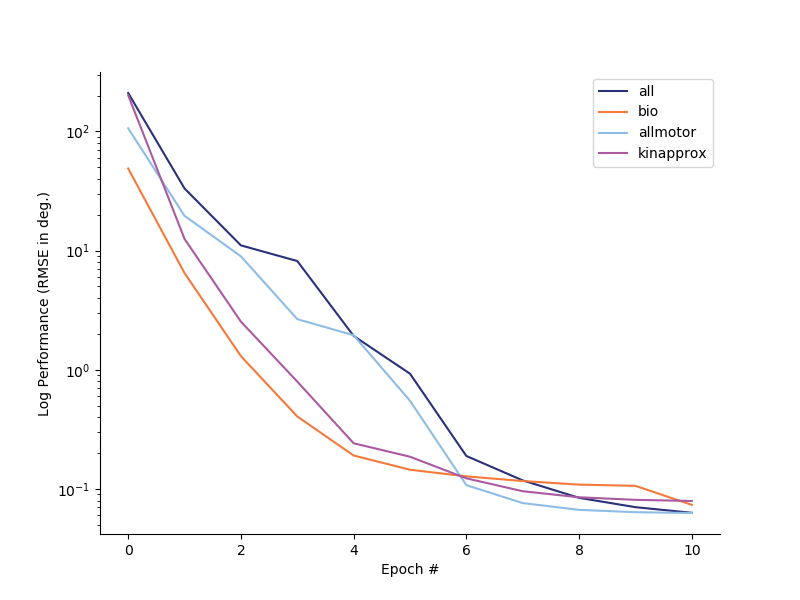 all
bio
allmotor
kinapprox
Log Performance (RMSE in deg.)
10²
10¹
10⁰
10⁻¹
0 2 4 6 8 10
Epoch #